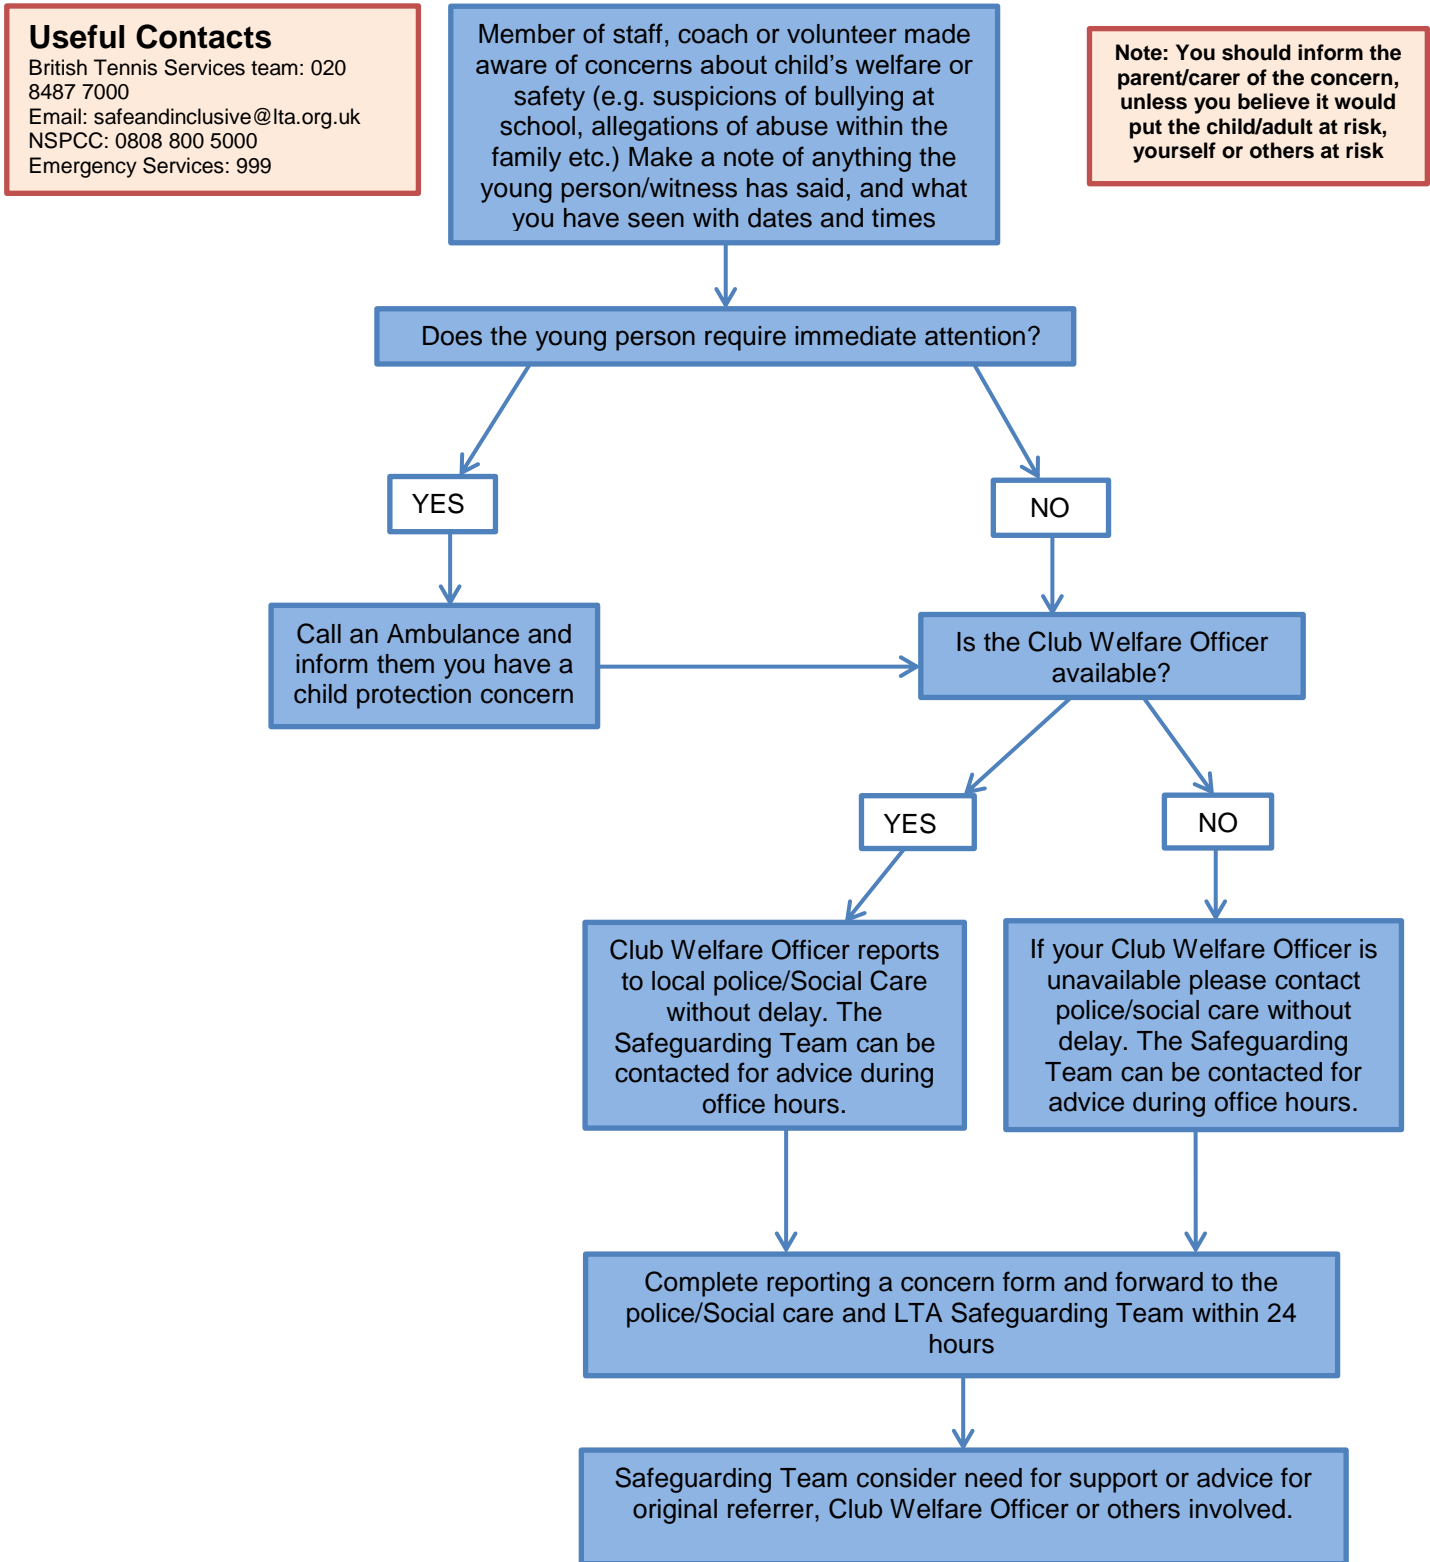 Useful Contacts
British Tennis Services team: 020
8487 7000
Email: safeandinclusive@lta.org.uk
NSPCC: 0808 800 5000
Emergency Services: 999
Member of staff, coach or volunteer made
aware of concerns about child's welfare or
safety (e.g. suspicions of bullying at
school, allegations of abuse within the
family etc.) Make a note of anything the
young person/witness has said, and what
you have seen with dates and times
Note: You should inform the
parent/carer of the concern,
unless you believe it would
put the child/adult at risk,
yourself or others at risk
Does the young person require immediate attention?
YES
NO
Call an Ambulance and
inform them you have a
child protection concern
Is the Club Welfare Officer
available?
YES
NO
Club Welfare Officer reports
to local police/Social Care
without delay. The
Safeguarding Team can be
contacted for advice during
office hours.
If your Club Welfare Officer is
unavailable please contact
police/social care without
delay. The Safeguarding
Team can be contacted for
advice during office hours.
Complete reporting a concern form and forward to the
police/Social care and LTA Safeguarding Team within 24
hours
Safeguarding Team consider need for support or advice for
original referrer, Club Welfare Officer or others involved.